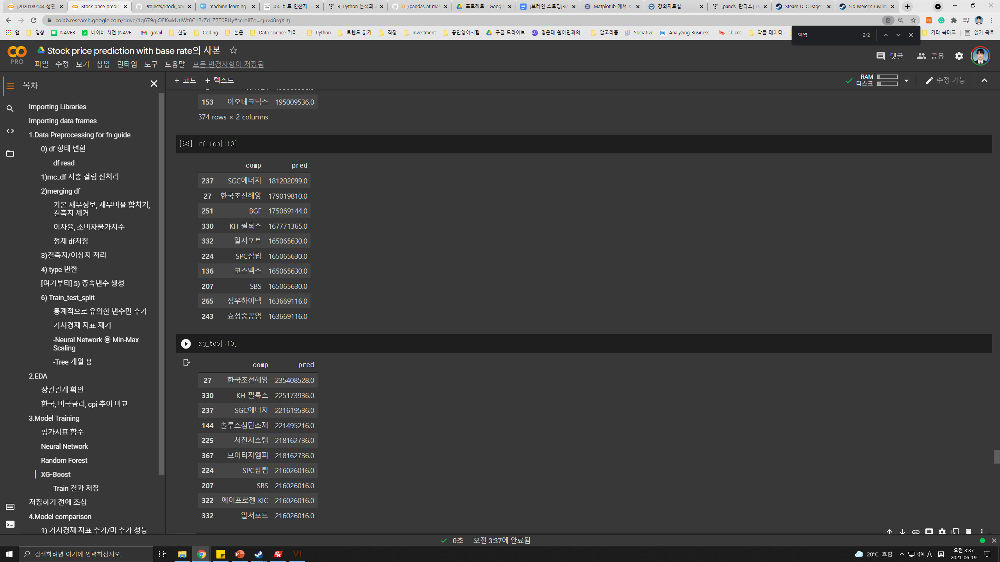 [2020189144 성민
Stock price predict
Projects/Stock_pric
machine learning -
4.4. 비트 연산자 -
R, Python 분석과
TIL/pandas at mas
프로젝트 - Google
[브레인 스토밍]BIs
Matplotlib 에서 X
강의자료실
[pands, 판다스] Da
Steam DLC Page:
Sid Meier's Civiliza
colab.research.google.com/drive/1q679qjOEKwkUtlWt8C1BrZrl_Z7T0PUy#scrollTo=cjuv48rgX-tj
앱 영상 NAVER 네이버 사전 (NAVE... gmail 한양 Coding 논문 Data science 커리... Python 트렌드 읽기 직장 Investment 공인영어시험 구글 드라이브 명문대 원어민과의... 알고리즘 Socrative Analyzing Business... sk cnc 악플 데이터 기타 북마크 읽기 목록
백업 2/2
PRO
Stock price prediction with base rate의 사본
파일 수정 보기 삽입 런타임 도구 도움말 모든 변경사항이 저장됨
댓글 공유
+ 코드 + 텍스트
RAM
디스크
수정 가능
목차
Importing Libraries
Importing data frames
1.Data Preprocessing for fn guide
0) df 형태 변환
df read
1)mc_df 시총 컬럼 전처리
2)merging df
기본 재무정보, 재무비율 합치기,
결측치 제거
이자율, 소비자물가지수
정제 df저장
3)결측치/이상치 처리
4) type 변환
[여기부터] 5) 종속변수 생성
6) Train_test_split
통계적으로 유의한 변수만 추가
거시경제 지표 제거
-Neural Network 용 Min-Max
Scaling
-Tree 계열 용
2.EDA
상관관계 확인
한국, 미국금리, cpi 추이 비교
3.Model Training
평가지표 함수
Neural Network
Random Forest
XG-Boost
Train 결과 저장
저장하기 전에 조심
4.Model comparison
1) 거시경제 지표 추가/미 추가 성능
153 이오테크닉스 195009536.0
374 rows × 2 columns
[69] rf_top[:10]
comp pred
237 SGC에너지 181202099.0
27 한국조선해양 179019810.0
251 BGF 175069144.0
330 KH 필룩스 167771365.0
332 알서포트 165065630.0
224 SPC삼립 165065630.0
136 코스맥스 165065630.0
207 SBS 165065630.0
265 성우하이텍 163669116.0
243 효성중공업 163669116.0
xg_top[:10]
comp pred
27 한국조선해양 235408528.0
330 KH 필룩스 225173936.0
237 SGC에너지 221619536.0
144 솔루스첨단소재 221495216.0
225 서진시스템 218162736.0
367 브이티지엠피 218162736.0
224 SPC삼립 216026016.0
207 SBS 216026016.0
322 에이프로젠 KIC 216026016.0
332 알서포트 216026016.0
0초 오전 3:37에 완료됨
검색하려면 여기에 입력하십시오.
20°C 흐림
A 한
오전 3:37
2021-06-19